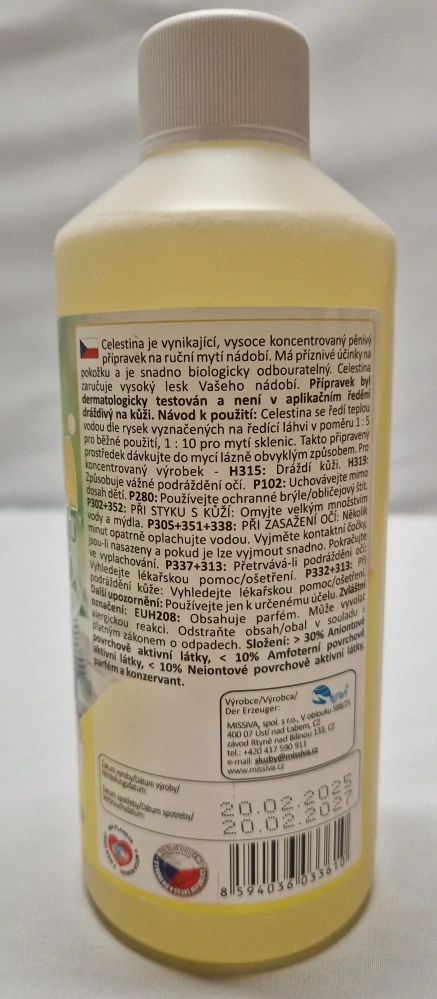 Celestina je vynikající, vysoce koncentrovaný pěnivý
přípravek na ruční mytí nádobí. Má příznivé účinky na
pokožku a je snadno biologicky odbouratelný. Celestina
zaručuje vysoký lesk Vašeho nádobí. Přípravek byl
dermatologicky testován a není v aplikačním ředění
dráždivý na kůži. Návod k použití: Celestina se ředí teplou
vodou dle rysek vyznačených na ředící láhvi v poměru 1 : 5
pro běžné použití, 1 : 10 pro mytí sklenic. Takto připravený
prostředek dávkujte do mycí lázně obvyklým způsobem. Pro
koncentrovaný výrobek - H315: Dráždí kůži. H319:
Způsobuje vážné podráždění očí. P102: Uchovávejte mimo
dosah dětí. P280: Používejte ochranné brýle/obličejový štít.
P302+352: PŘI STYKU S KŮŽÍ: Omyjte velkým množstvím
vody a mýdla. P305+351+338: PŘI ZASAŽENÍ OČÍ: Několik
minut opatrně oplachujte vodou. Vyjměte kontaktní čočky,
jsou-li nasazeny a pokud je lze vyjmout snadno. Pokračujte
ve vyplachování. P337+313: Přetrvává-li podráždění očí:
Vyhledejte lékařskou pomoc/ošetření. P332+313: Při
podráždění kůže: Vyhledejte lékařskou pomoc/ošetření.
Další upozornění: Používejte jen k určenému účelu. Zvláštní
označení: EUH208: Obsahuje parfém. Může vyvolat
alergickou reakci. Odstraňte obsah/obal v souladu s
platným zákonem o odpadech. Složení: > 30% Aniontové
povrchově aktivní látky, < 10% Amfoterní povrchově
aktivní látky, < 10% Neiontové povrchově aktivní látky,
parfém a konzervant.
Výrobce/Výrobca/
Der Erzeuger:
MISSIVA, spol. s r.o., V oblouku 588/21
400 07 Ústí nad Labem, CZ
závod Rtyně nad Bílinou 133, CZ
tel.: +420 417 590 911
e-mail: sluzby@missiva.cz
www.missiva.cz
Datum výroby/Dátum výroby/
Herstellungsdatum:
Datum spotřeby/Dátum spotreby/
20.02.2025
20.02.202
8 594036 033610